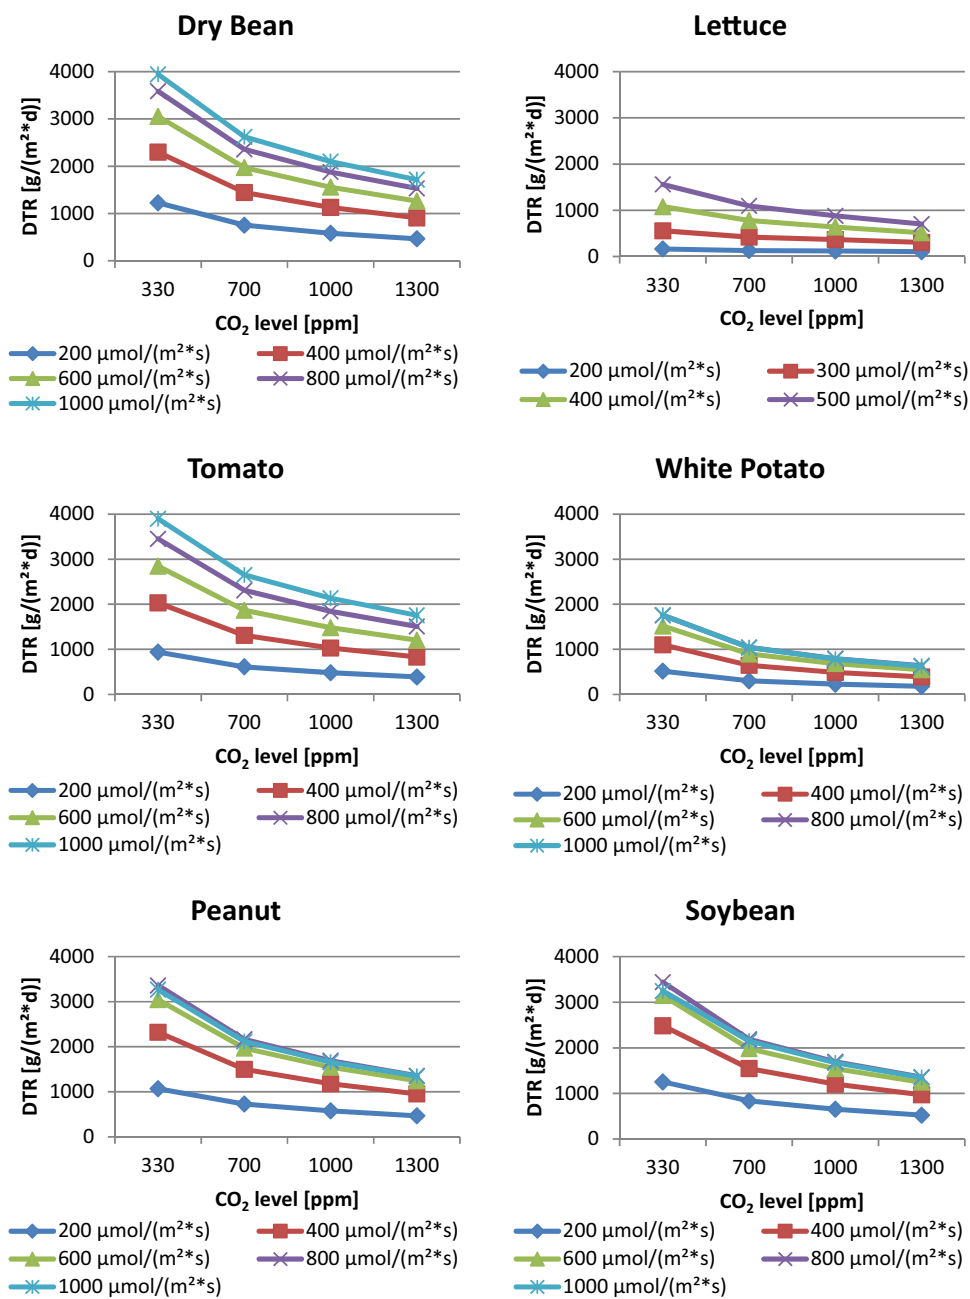 Dry Bean
4000
3000
2000
1000
0
DTR [g/(m²*d)]
330 700 1000 1300
CO₂ level [ppm]
200 µmol/(m²*s) 400 µmol/(m²*s)
600 µmol/(m²*s) 800 µmol/(m²*s)
1000 µmol/(m²*s)
Lettuce
4000
3000
2000
1000
0
DTR [g/(m²*d)]
330 700 1000 1300
CO₂ level [ppm]
200 µmol/(m²*s) 300 µmol/(m²*s)
400 µmol/(m²*s) 500 µmol/(m²*s)
Tomato
4000
3000
2000
1000
0
DTR [g/(m²*d)]
330 700 1000 1300
CO₂ level [ppm]
200 µmol/(m²*s) 400 µmol/(m²*s)
600 µmol/(m²*s) 800 µmol/(m²*s)
1000 µmol/(m²*s)
White Potato
4000
3000
2000
1000
0
DTR [g/(m²*d)]
330 700 1000 1300
CO₂ level [ppm]
200 µmol/(m²*s) 400 µmol/(m²*s)
600 µmol/(m²*s) 800 µmol/(m²*s)
1000 µmol/(m²*s)
Peanut
4000
3000
2000
1000
0
DTR [g/(m²*d)]
330 700 1000 1300
CO₂ level [ppm]
200 µmol/(m²*s) 400 µmol/(m²*s)
600 µmol/(m²*s) 800 µmol/(m²*s)
1000 µmol/(m²*s)
Soybean
4000
3000
2000
1000
0
DTR [g/(m²*d)]
330 700 1000 1300
CO₂ level [ppm]
200 µmol/(m²*s) 400 µmol/(m²*s)
600 µmol/(m²*s) 800 µmol/(m²*s)
1000 µmol/(m²*s)